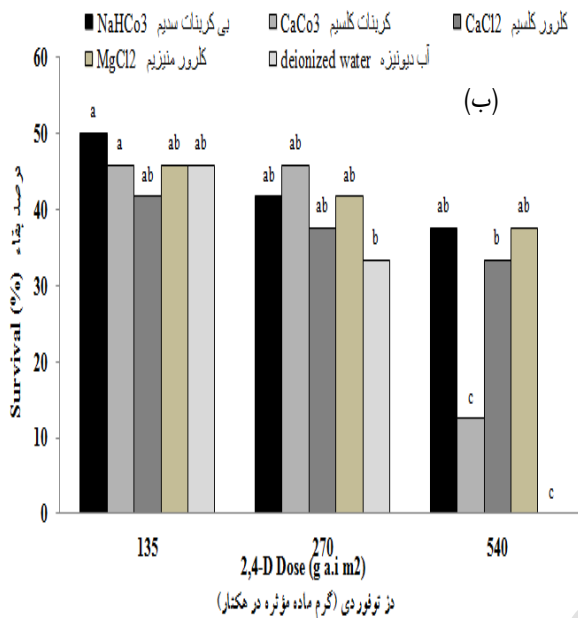 NaHCo3 بی کربنات سدیم CaCo3 کربنات کلسیم CaCl2 کلرور کلسیم
MgCl2 کلرور منیزیم deionized water آب دیونیزه
(ب)
درصد بقاء Survival (%)
60
50
40
30
20
10
0
a a ab ab ab
ab ab ab ab b
ab c b ab c
135 270 540
2,4-D Dose (g a.i m2)
دز توفوردی (گرم ماده مؤثره در هکتار)